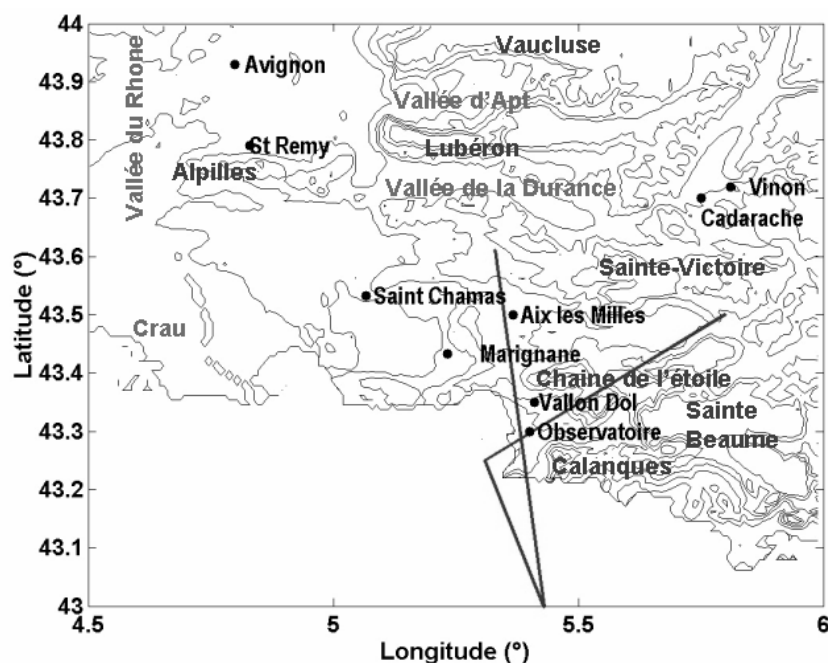 44
43.9
43.8
43.7
43.6
43.5
43.4
43.3
43.2
43.1
43
Latitude (°)
Vallée du Rhone
Vaucluse
Avignon
Vallée d'Apt
St Remy
Lubéron
Alpilles
Vallée de la Durance
Vinon
Cadarache
Sainte-Victoire
Saint Chamas
Aix les Milles
Crau
Marignane
Chaine de l'étoile
Vallon Dol
Sainte
Beaume
Observatoire
Calanques
4.5
5
5.5
6
Longitude (°)